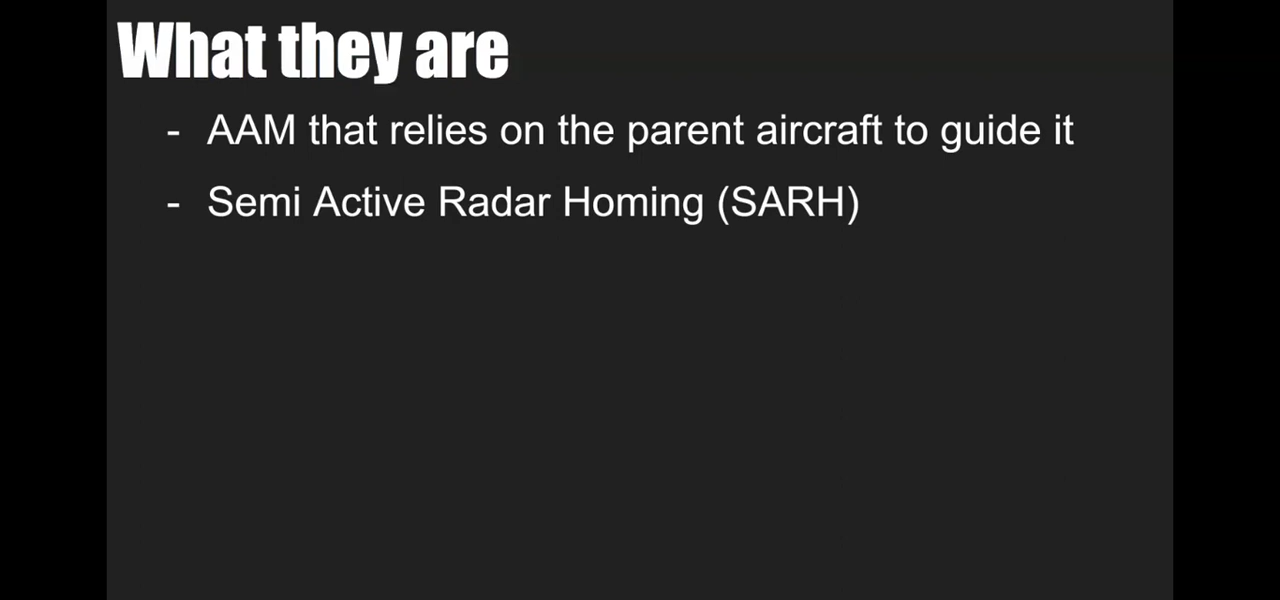 What they are
- AAM that relies on the parent aircraft to guide it
- Semi Active Radar Homing (SARH)